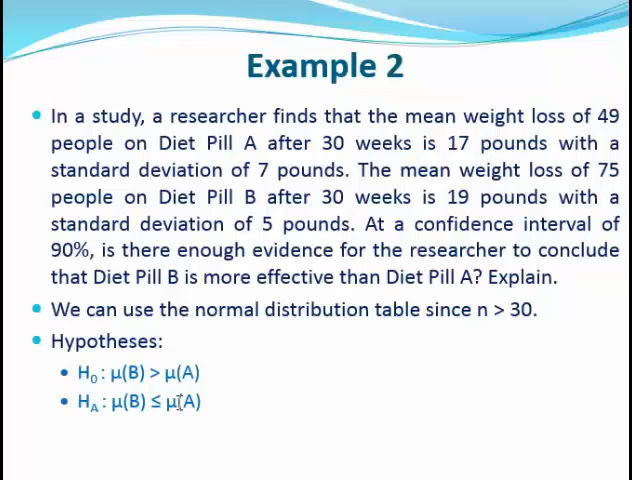 Example 2
• In a study, a researcher finds that the mean weight loss of 49
people on Diet Pill A after 30 weeks is 17 pounds with a
standard deviation of 7 pounds. The mean weight loss of 75
people on Diet Pill B after 30 weeks is 19 pounds with a
standard deviation of 5 pounds. At a confidence interval of
90%, is there enough evidence for the researcher to conclude
that Diet Pill B is more effective than Diet Pill A? Explain.
• We can use the normal distribution table since n > 30.
• Hypotheses:
• H₀ : μ(B) > μ(A)
• Hₐ : μ(B) ≤ μ(A)